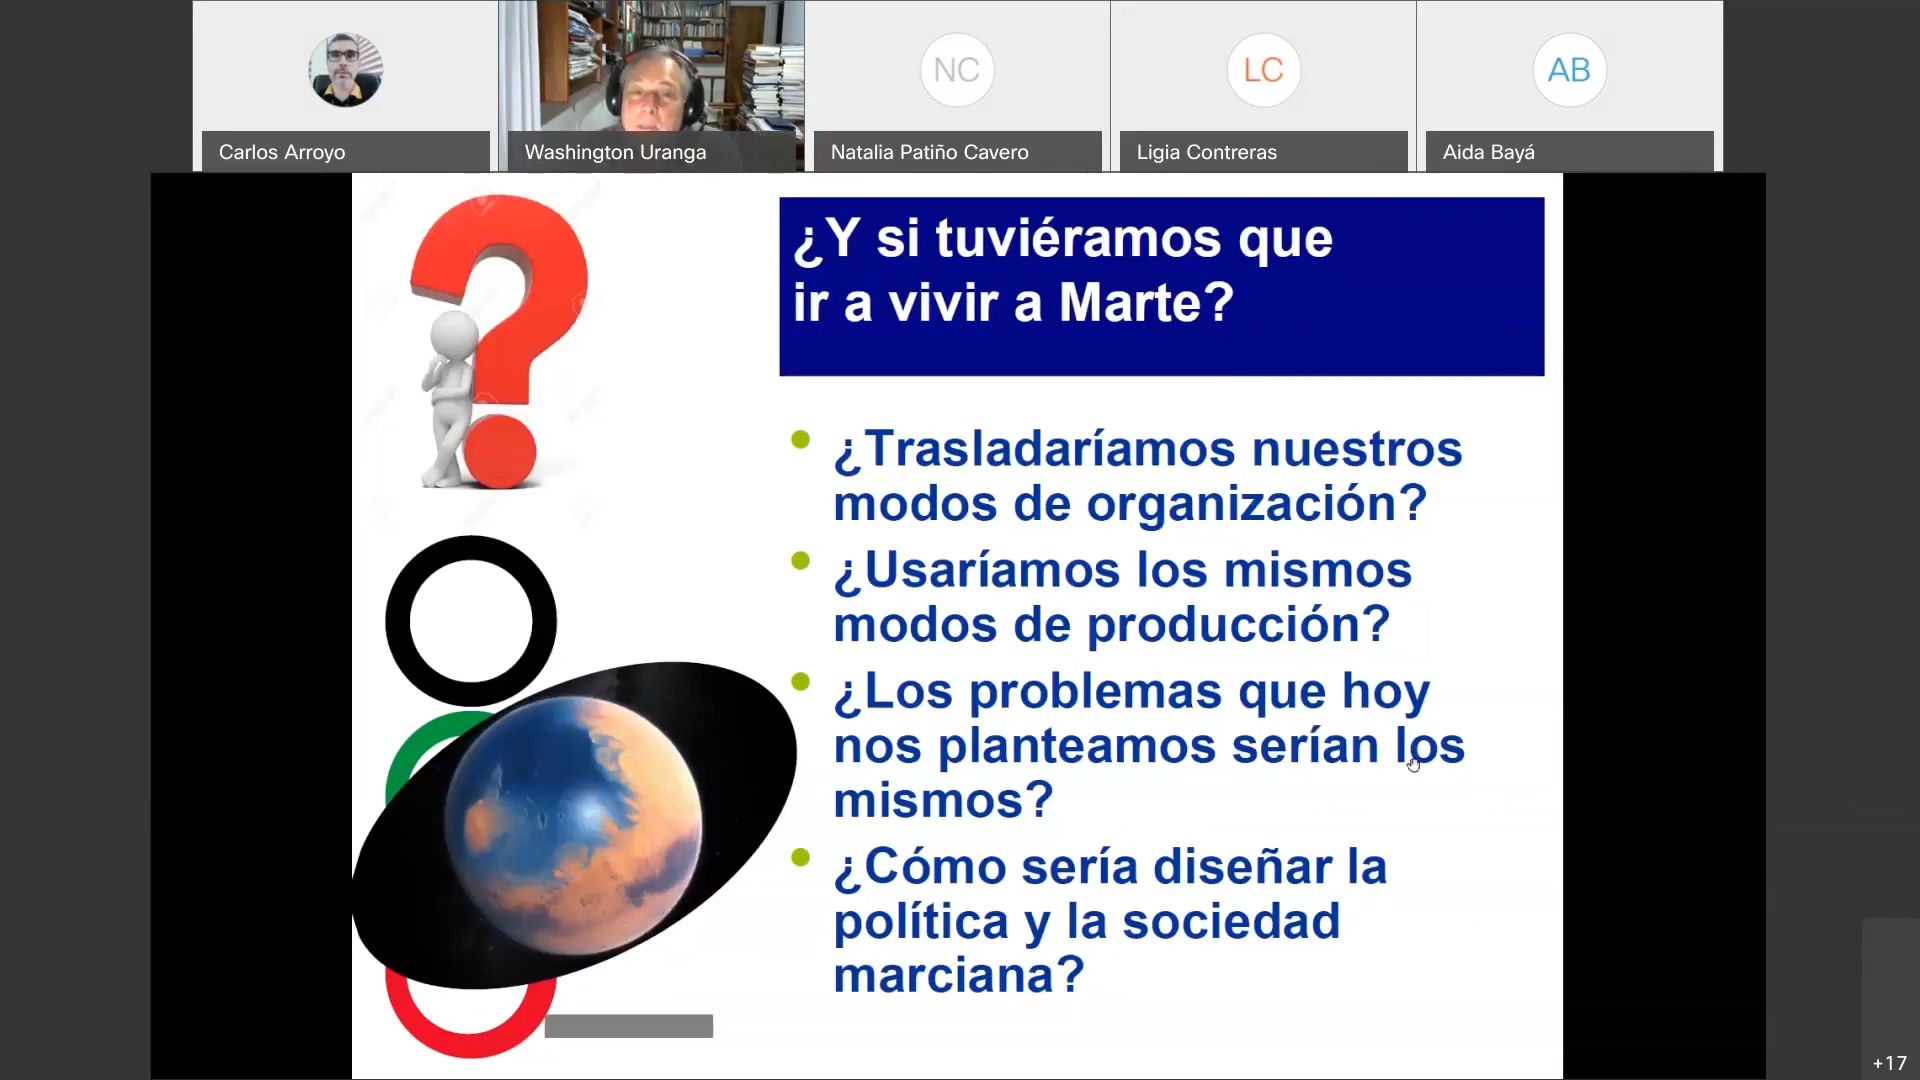 Carlos Arroyo
Washington Uranga
NC
Natalia Patiño Cavero
LC
Ligia Contreras
AB
Aida Bayá
¿Y si tuviéramos que
ir a vivir a Marte?
¿Trasladaríamos nuestros
modos de organización?
¿Usaríamos los mismos
modos de producción?
¿Los problemas que hoy
nos planteamos serían los
mismos?
¿Cómo sería diseñar la
política y la sociedad
marciana?
+17